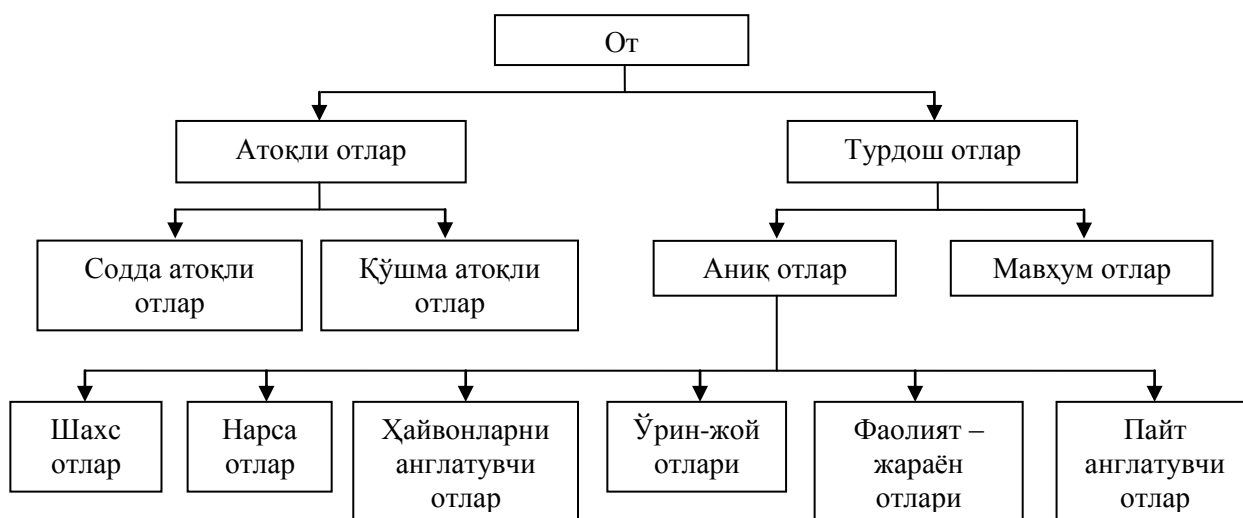 От
Атоқли отлар
Турдош отлар
Содда атоқли
отлар
Қўшма атоқли
отлар
Аниқ отлар
Мавҳум отлар
Шахс
отлар
Нарса
отлар
Ҳайвонларни
англатувчи
отлар
Ўрин-жой
отлари
Фаолият –
жараён
отлари
Пайт
англатувчи
отлар